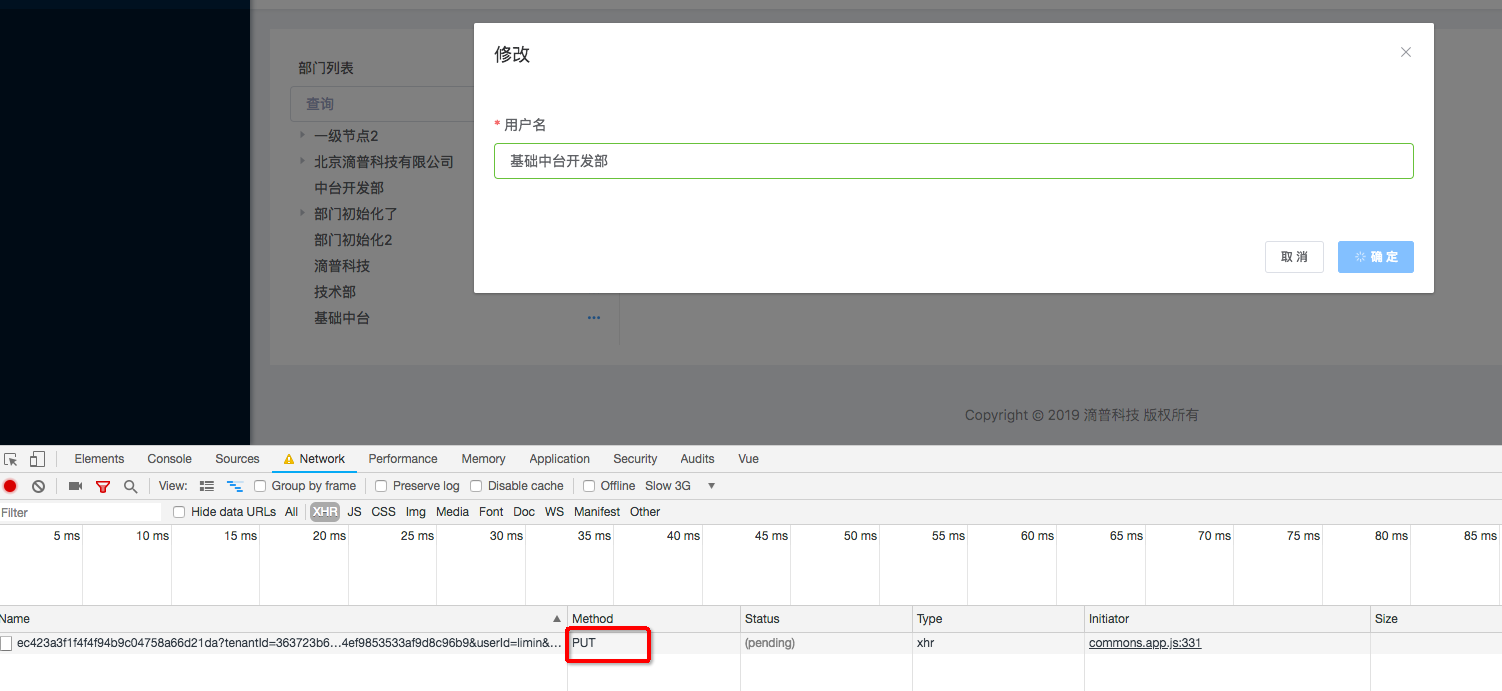 修改
部门列表
查询
* 用户名
一级节点2
基础中台开发部
北京滴普科技有限公司
中台开发部
部门初始化了
部门初始化2
滴普科技
取 消
确 定
技术部
基础中台
Copyright © 2019 滴普科技 版权所有
Elements Console Sources Network Performance Memory Application Security Audits Vue
View: Group by frame Preserve log Disable cache Offline Slow 3G
Filter Hide data URLs All XHR JS CSS Img Media Font Doc WS Manifest Other
5 ms 10 ms 15 ms 20 ms 25 ms 30 ms 35 ms 40 ms 45 ms 50 ms 55 ms 60 ms 65 ms 70 ms 75 ms 80 ms 85 ms
Name Method Status Type Initiator Size
ec423a3f1f4f4f94b9c04758a66d21da?tenantId=363723b6…4ef9853533af9d8c96b9&userId=limin&… PUT (pending) xhr commons.app.js:331